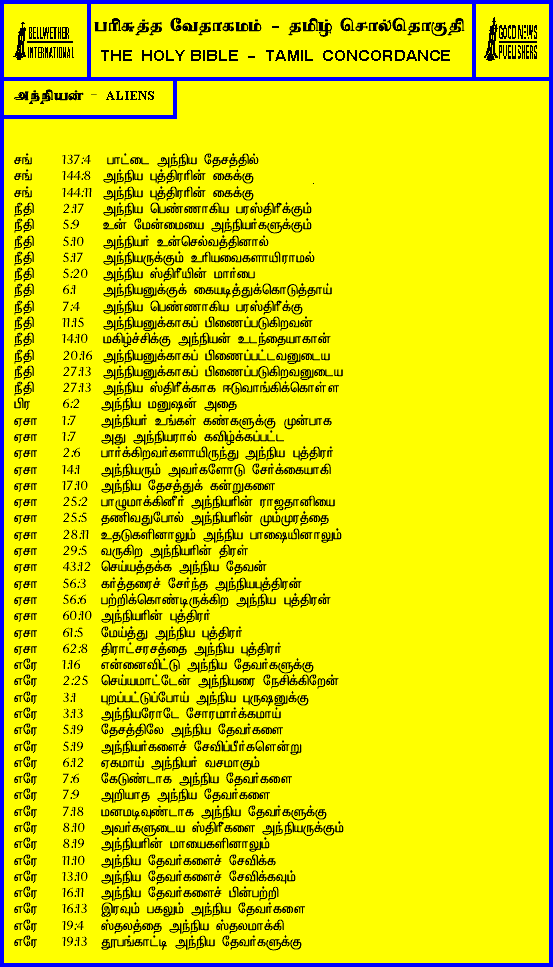 BELLWETHER
INTERNATIONAL
பரிசுத்த வேதாகமம் - தமிழ் சொல்தொகுதி
THE HOLY BIBLE - TAMIL CONCORDANCE
GOOD NEWS
PUBLISHERS
அந்நியன் - ALIENS
சங் 137:4 பாட்டை அந்நிய தேசத்தில்
சங் 144:8 அந்நிய புத்திரரின் கைக்கு
சங் 144:11 அந்நிய புத்திரரின் கைக்கு
நீதி 2:17 அந்நிய பெண்ணாகிய பரஸ்திரீக்கும்
நீதி 5:9 உன் மேன்மையை அந்நியர்களுக்கும்
நீதி 5:10 அந்நியர் உன்செல்வத்தினால்
நீதி 5:17 அந்நியருக்கும் உரியவைகளாயிராமல்
நீதி 5:20 அந்நிய ஸ்திரீயின் மார்பை
நீதி 6:1 அந்நியனுக்குக் கையடித்துக்கொடுத்தாய்
நீதி 7:4 அந்நிய பெண்ணாகிய பரஸ்திரீக்கு
நீதி 11:15 அந்நியனுக்காகப் பிணைப்படுகிறவன்
நீதி 14:10 மகிழ்ச்சிக்கு அந்நியன் உடந்தையாகான்
நீதி 20:16 அந்நியனுக்காகப் பிணைப்பட்டவனுடைய
நீதி 27:13 அந்நியனுக்காகப் பிணைப்படுகிறவனுடைய
நீதி 27:13 அந்நிய ஸ்திரீக்காக ஈடுவாங்கிக்கொள்ள
பிர 6:2 அந்நிய மனுஷன் அதை
ஏசா 1:7 அந்நியர் உங்கள் கண்களுக்கு முன்பாக
ஏசா 1:7 அது அந்நியரால் கவிழ்க்கப்பட்ட
ஏசா 2:6 பார்க்கிறவர்களாயிருந்து அந்நிய புத்திரர்
ஏசா 14:1 அந்நியரும் அவர்களோடு சேர்க்கையாகி
ஏசா 17:10 அந்நிய தேசத்துக் கன்றுகளை
ஏசா 25:2 பாழுமாக்கினீர் அந்நியரின் ராஜதானியை
ஏசா 25:5 தணிவதுபோல் அந்நியரின் மும்முரத்தை
ஏசா 28:11 உதடுகளினாலும் அந்நிய பாஷையினாலும்
ஏசா 29:5 வருகிற அந்நியரின் திரள்
ஏசா 43:12 செய்யத்தக்க அந்நிய தேவன்
ஏசா 56:3 கர்த்தரைச் சேர்ந்த அந்நியபுத்திரன்
ஏசா 56:6 பற்றிக்கொண்டிருக்கிற அந்நிய புத்திரன்
ஏசா 60:10 அந்நியரின் புத்திரர்
ஏசா 61:5 மேய்த்து அந்நிய புத்திரர்
ஏசா 62:8 திராட்சரசத்தை அந்நிய புத்திரர்
எரே 1:16 என்னைவிட்டு அந்நிய தேவர்களுக்கு
எரே 2:25 செய்யமாட்டேன் அந்நியரை நேசிக்கிறேன்
எரே 3:1 புறப்பட்டுப்போய் அந்நிய புருஷனுக்கு
எரே 3:13 அந்நியரோடே சோரமார்க்கமாய்
எரே 5:19 தேசத்திலே அந்நிய தேவர்களை
எரே 5:19 அந்நியர்களைச் சேவிப்பீர்களென்று
எரே 6:12 ஏகமாய் அந்நியர் வசமாகும்
எரே 7:6 கேடுண்டாக அந்நிய தேவர்களை
எரே 7:9 அறியாத அந்நிய தேவர்களை
எரே 7:18 மனமடிவுண்டாக அந்நிய தேவர்களுக்கு
எரே 8:10 அவர்களுடைய ஸ்திரீகளை அந்நியருக்கும்
எரே 8:19 அந்நியரின் மாயைகளினாலும்
எரே 11:10 அந்நிய தேவர்களைச் சேவிக்க
எரே 13:10 அந்நிய தேவர்களைச் சேவிக்கவும்
எரே 16:11 அந்நிய தேவர்களைச் பின்பற்றி
எரே 16:13 இரவும் பகலும் அந்நிய தேவர்களை
எரே 19:4 ஸ்தலத்தை அந்நிய ஸ்தலமாக்கி
எரே 19:13 தூபங்காட்டி அந்நிய தேவர்களுக்கு